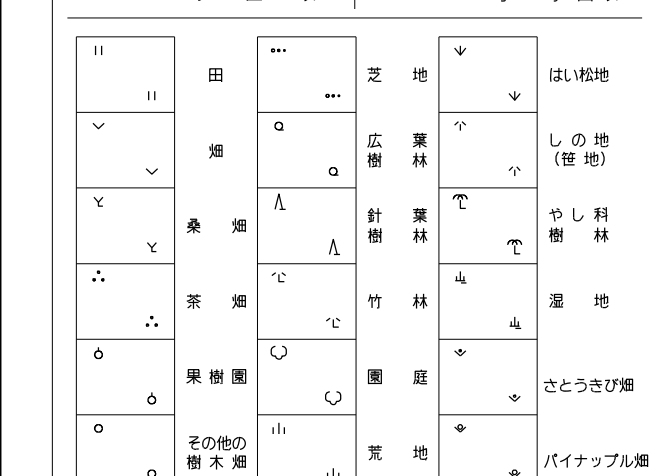 田
芝 地
はい松地
畑
広 葉
樹 林
し の 地
(笹 地)
桑 畑
針 葉
樹 林
や し 科
樹 林
茶 畑
竹 林
湿 地
果 樹 園
園 庭
さとうきび畑
その他の
樹 木 畑
荒 地
パイナップル畑